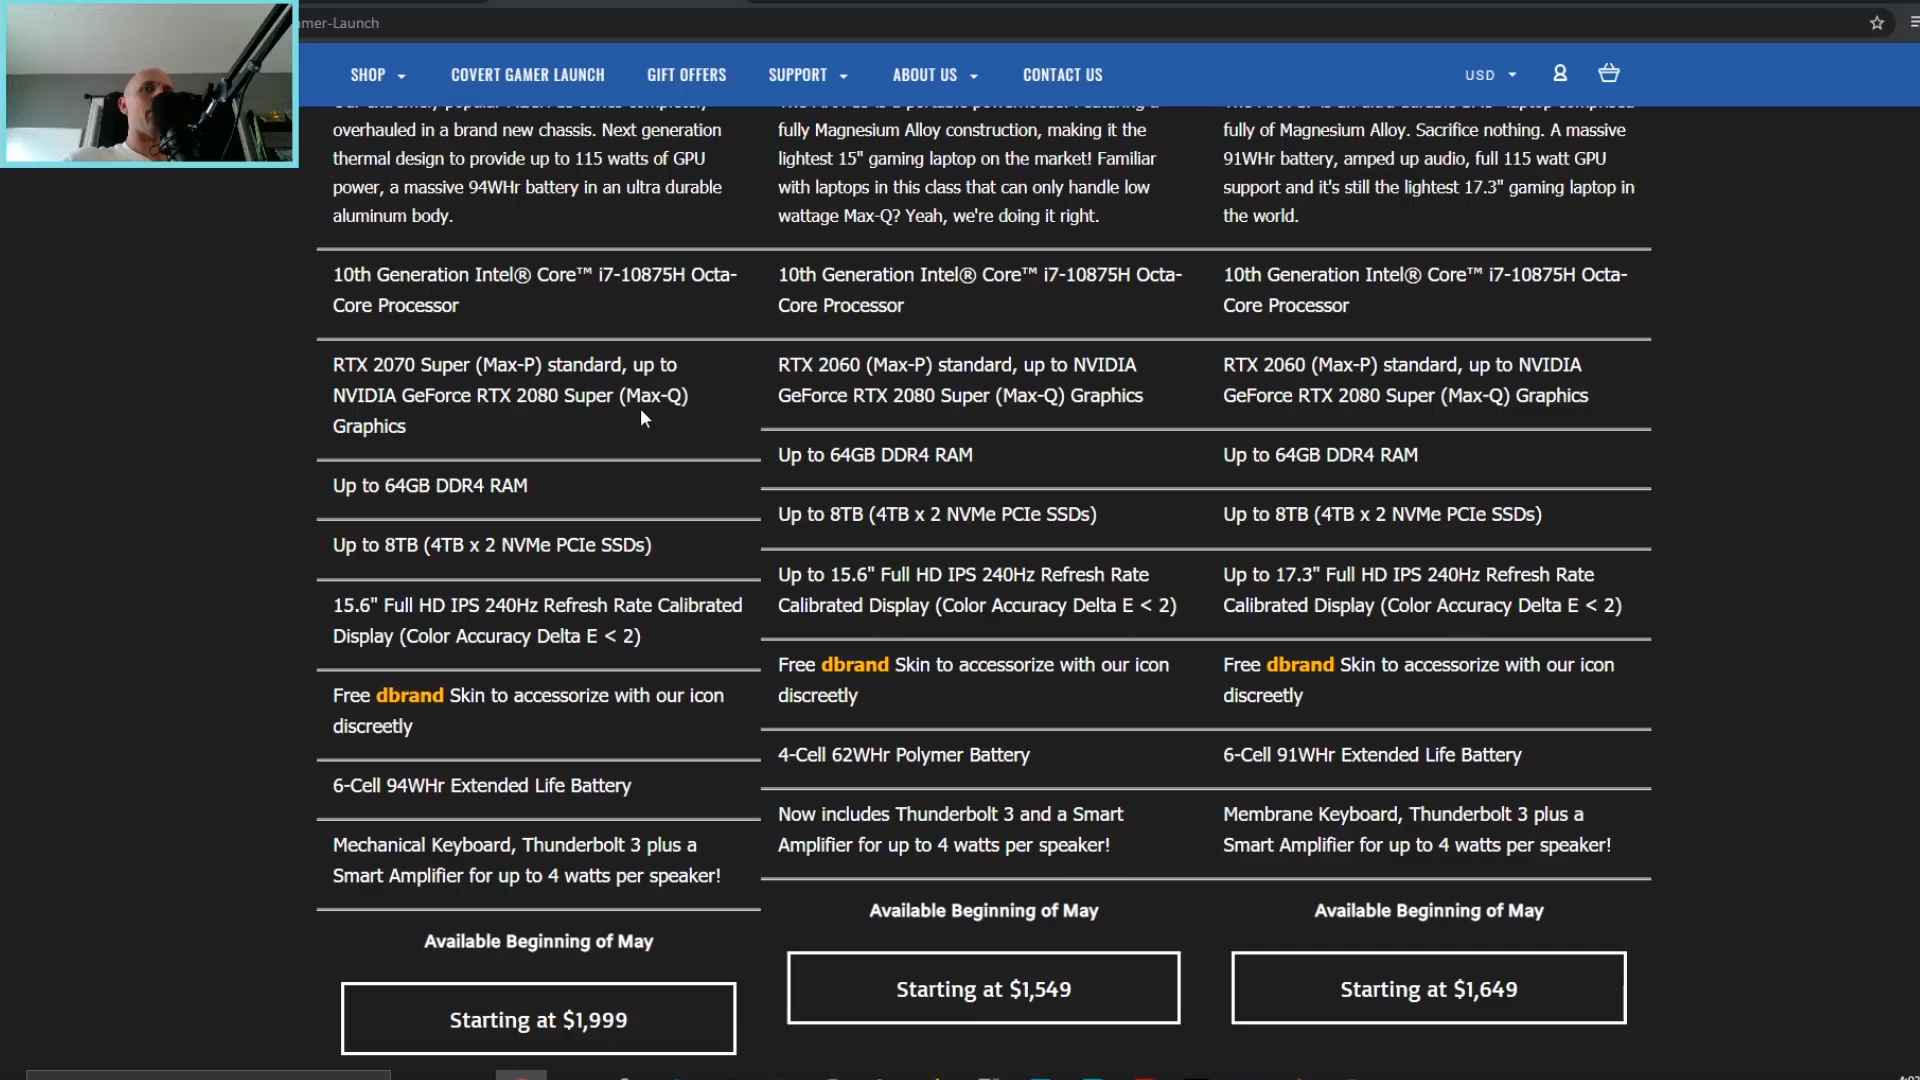 amer-Launch
SHOP
COVERT GAMER LAUNCH
GIFT OFFERS
SUPPORT
ABOUT US
CONTACT US
USD
overhauled in a brand new chassis. Next generation
thermal design to provide up to 115 watts of GPU
power, a massive 94WHr battery in an ultra durable
aluminum body.
10th Generation Intel® Core™ i7-10875H Octa-
Core Processor
RTX 2070 Super (Max-P) standard, up to
NVIDIA GeForce RTX 2080 Super (Max-Q)
Graphics
Up to 64GB DDR4 RAM
Up to 8TB (4TB x 2 NVMe PCIe SSDs)
15.6" Full HD IPS 240Hz Refresh Rate Calibrated
Display (Color Accuracy Delta E < 2)
Free dbrand Skin to accessorize with our icon
discreetly
6-Cell 94WHr Extended Life Battery
Mechanical Keyboard, Thunderbolt 3 plus a
Smart Amplifier for up to 4 watts per speaker!
Available Beginning of May
Starting at $1,999
fully Magnesium Alloy construction, making it the
lightest 15" gaming laptop on the market! Familiar
with laptops in this class that can only handle low
wattage Max-Q? Yeah, we're doing it right.
10th Generation Intel® Core™ i7-10875H Octa-
Core Processor
RTX 2060 (Max-P) standard, up to NVIDIA
GeForce RTX 2080 Super (Max-Q) Graphics
Up to 64GB DDR4 RAM
Up to 8TB (4TB x 2 NVMe PCIe SSDs)
Up to 15.6" Full HD IPS 240Hz Refresh Rate
Calibrated Display (Color Accuracy Delta E < 2)
Free dbrand Skin to accessorize with our icon
discreetly
4-Cell 62WHr Polymer Battery
Now includes Thunderbolt 3 and a Smart
Amplifier for up to 4 watts per speaker!
Available Beginning of May
Starting at $1,549
fully of Magnesium Alloy. Sacrifice nothing. A massive
91WHr battery, amped up audio, full 115 watt GPU
support and it's still the lightest 17.3" gaming laptop in
the world.
10th Generation Intel® Core™ i7-10875H Octa-
Core Processor
RTX 2060 (Max-P) standard, up to NVIDIA
GeForce RTX 2080 Super (Max-Q) Graphics
Up to 64GB DDR4 RAM
Up to 8TB (4TB x 2 NVMe PCIe SSDs)
Up to 17.3" Full HD IPS 240Hz Refresh Rate
Calibrated Display (Color Accuracy Delta E < 2)
Free dbrand Skin to accessorize with our icon
discreetly
6-Cell 91WHr Extended Life Battery
Membrane Keyboard, Thunderbolt 3 plus a
Smart Amplifier for up to 4 watts per speaker!
Available Beginning of May
Starting at $1,649